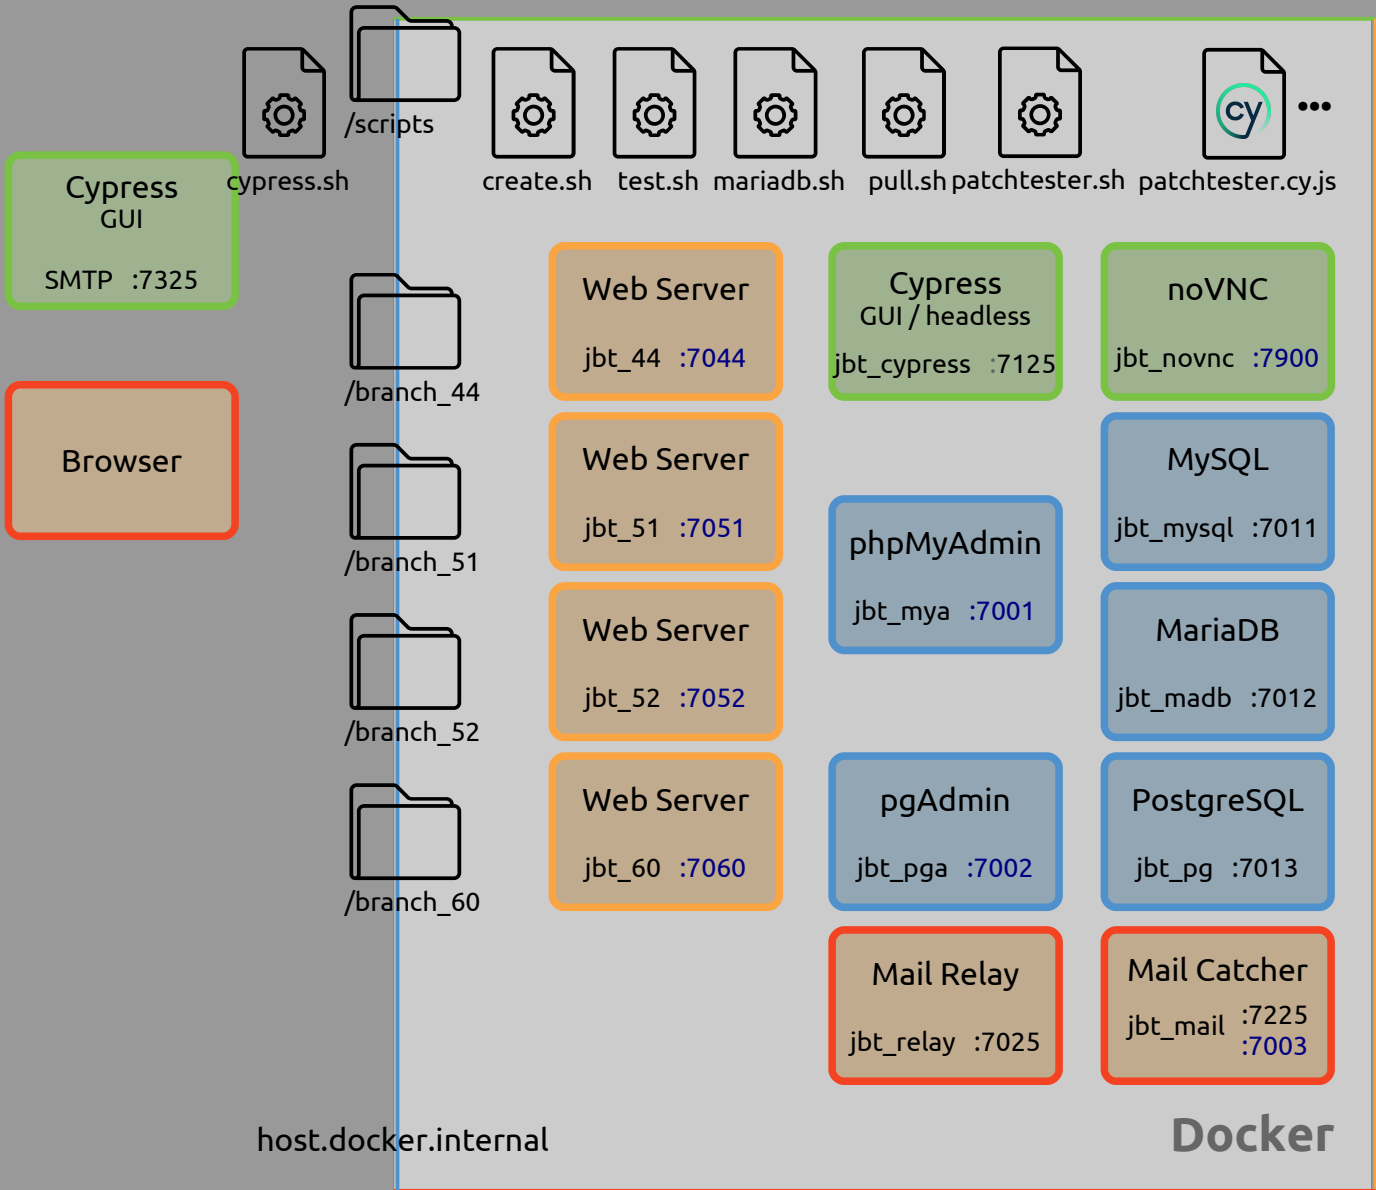 /scripts
cypress.sh
create.sh
test.sh
mariadb.sh
pull.sh
patchtester.sh
cy
patchtester.cy.js
•••
Cypress
GUI
SMTP :7325
Browser
/branch_44
/branch_51
/branch_52
/branch_60
Web Server
jbt_44 :7044
Web Server
jbt_51 :7051
Web Server
jbt_52 :7052
Web Server
jbt_60 :7060
Cypress
GUI / headless
jbt_cypress :7125
phpMyAdmin
jbt_mya :7001
pgAdmin
jbt_pga :7002
Mail Relay
jbt_relay :7025
noVNC
jbt_novnc :7900
MySQL
jbt_mysql :7011
MariaDB
jbt_madb :7012
PostgreSQL
jbt_pg :7013
Mail Catcher
jbt_mail :7225
:7003
host.docker.internal
Docker